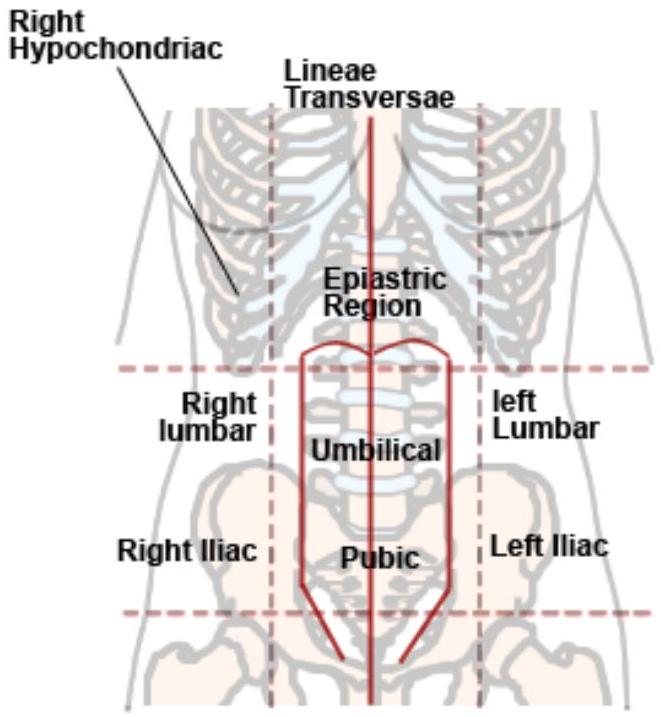 Right
Hypochondriac
Lineae
Transversae
Epiastric
Region
Right
lumbar
left
Lumbar
Umbilical
Right Iliac
Pubic
Left Iliac